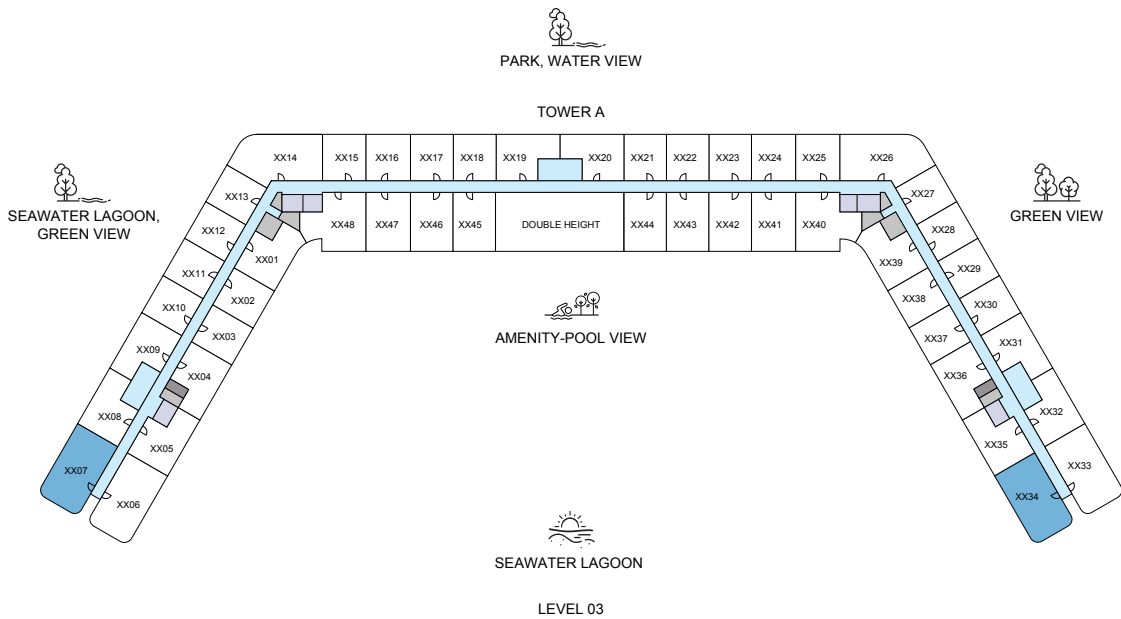 PARK, WATER VIEW
TOWER A
XX14
XX15
XX16
XX17
XX18
XX19
XX20
XX21
XX22
XX23
XX24
XX25
XX26
SEAWATER LAGOON,
GREEN VIEW
GREEN VIEW
XX13
XX27
XX48
XX47
XX46
XX45
DOUBLE HEIGHT
XX44
XX43
XX42
XX41
XX40
XX12
XX28
XX01
XX39
XX11
XX29
XX02
XX38
XX10
XX30
XX03
XX37
AMENITY-POOL VIEW
XX09
XX31
XX04
XX36
XX08
XX32
XX05
XX35
XX07
XX33
XX06
XX34
SEAWATER LAGOON
LEVEL 03